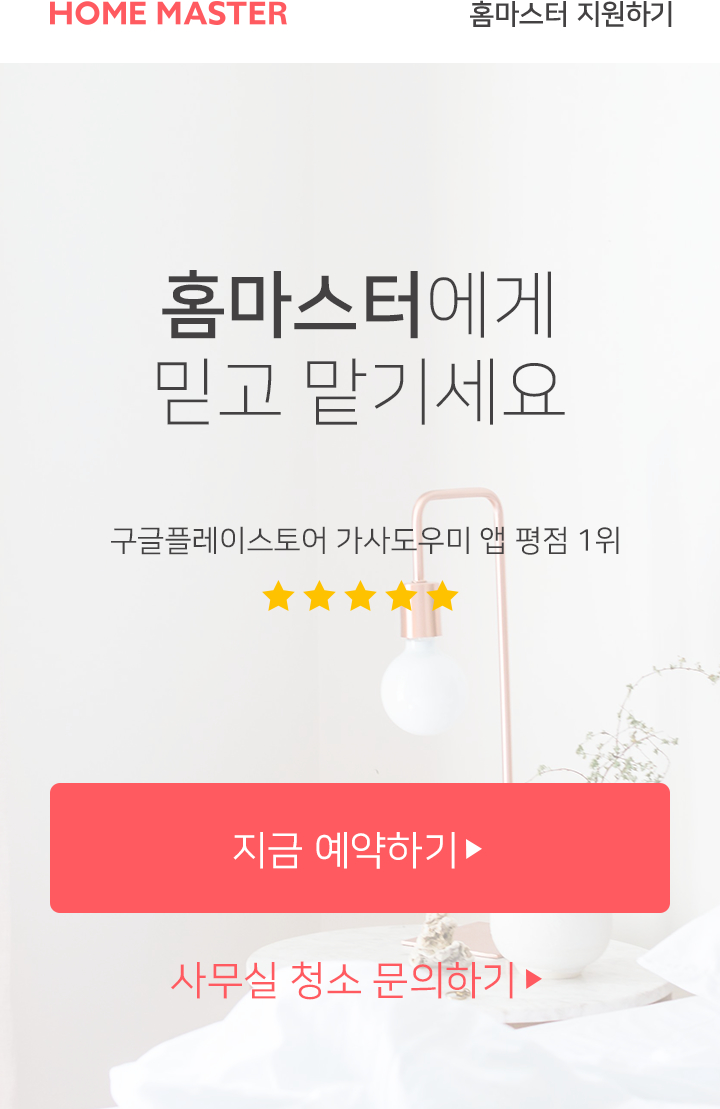 HOME MASTER
홈마스터 지원하기
홈마스터에게
믿고 맡기세요
구글플레이스토어 가사도우미 앱 평점 1위
지금 예약하기
사무실 청소 문의하기